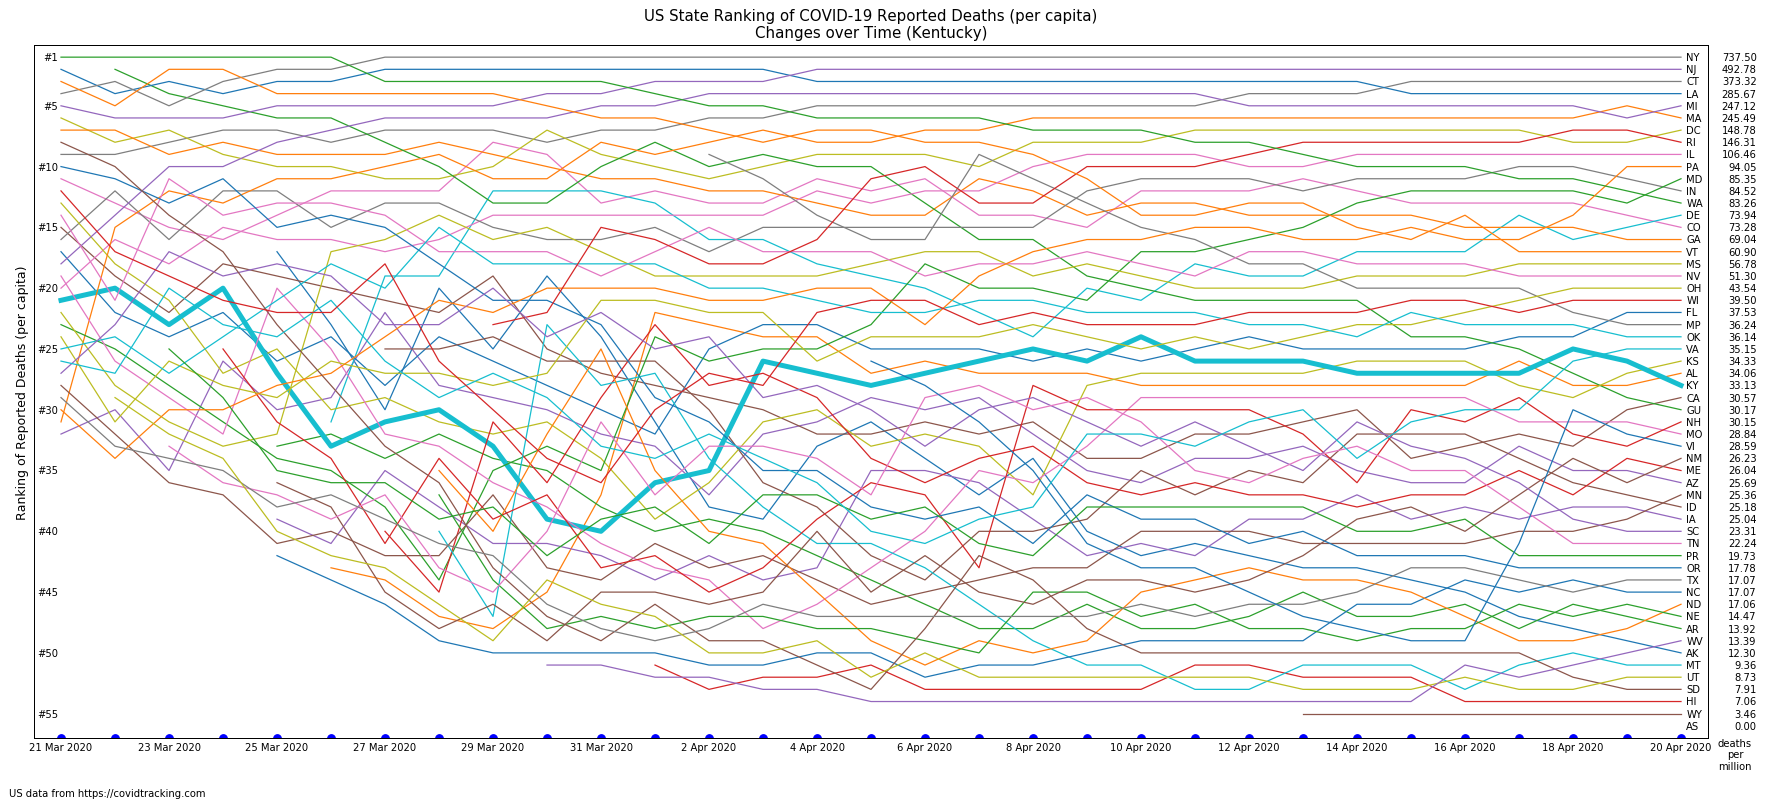 US State Ranking of COVID-19 Reported Deaths (per capita)
Changes over Time (Kentucky)
Ranking of Reported Deaths (per capita)
#1
#5
#10
#15
#20
#25
#30
#35
#40
#45
#50
#55
NY 737.50
NJ 492.78
CT 373.32
LA 285.67
MI 247.12
MA 245.49
DC 148.78
RI 146.31
IL 106.46
PA 94.05
MD 85.35
IN 84.52
WA 83.26
DE 73.94
CO 73.28
GA 69.04
VT 60.90
MS 56.78
NV 51.30
OH 43.54
WI 39.50
FL 37.53
MP 36.24
OK 36.14
VA 35.15
KS 34.33
AL 34.06
KY 33.13
CA 30.57
GU 30.17
NH 30.15
MO 28.84
VI 28.59
NM 26.23
ME 26.04
AZ 25.69
MN 25.36
ID 25.18
IA 25.04
SC 23.31
TN 22.24
PR 19.73
OR 17.78
TX 17.07
NC 17.07
ND 17.06
NE 14.47
AR 13.92
WV 13.39
AK 12.30
MT 9.36
UT 8.73
SD 7.91
HI 7.06
WY 3.46
AS 0.00
21 Mar 2020 23 Mar 2020 25 Mar 2020 27 Mar 2020 29 Mar 2020 31 Mar 2020 2 Apr 2020 4 Apr 2020 6 Apr 2020 8 Apr 2020 10 Apr 2020 12 Apr 2020 14 Apr 2020 16 Apr 2020 18 Apr 2020 20 Apr 2020
deaths
per
million
US data from https://covidtracking.com